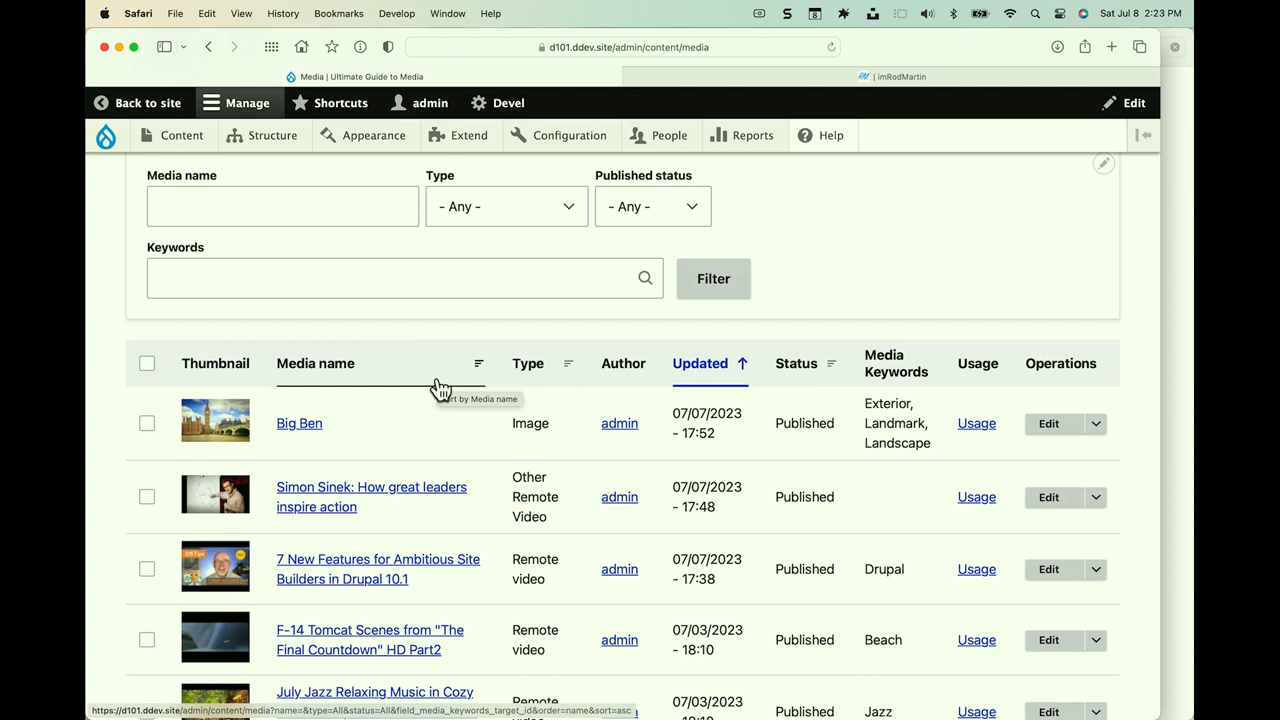 Safari File Edit View History Bookmarks Develop Window Help Sat Jul 8 2:23 PM
d101.ddev.site/admin/content/media
Media | Ultimate Guide to Media
| imRodMartin
Back to site Manage Shortcuts admin Devel Edit
Content Structure Appearance Extend Configuration People Reports Help
Media name Type Published status
- Any - - Any -
Keywords
Filter
Thumbnail Media name Type Author Updated Status Media Keywords Usage Operations
sort by Media name
Big Ben Image admin 07/07/2023 - 17:52 Published Exterior, Landmark, Landscape Usage Edit
Simon Sinek: How great leaders inspire action Other Remote Video admin 07/07/2023 - 17:48 Published Usage Edit
7 New Features for Ambitious Site Builders in Drupal 10.1 Remote video admin 07/07/2023 - 17:38 Published Drupal Usage Edit
F-14 Tomcat Scenes from "The Final Countdown" HD Part2 Remote video admin 07/03/2023 - 18:10 Published Beach Usage Edit
July Jazz Relaxing Music in Cozy Remote 07/03/2023 Published Jazz Usage Edit
https://d101.ddev.site/admin/content/media?name=&type=All&status=All&field_media_keywords_target_id&order=name&sort=asc